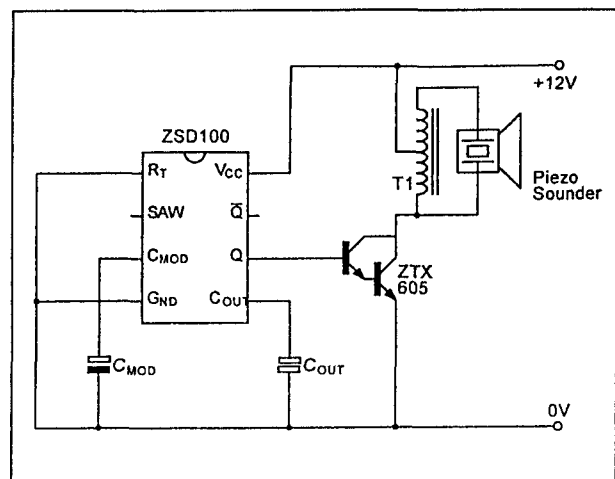 ZSD100
+12V
RT
VCC
SAW
Q̅
CMOD
Q
GND
COUT
T1
Piezo
Sounder
ZTX
605
CMOD
COUT
0V